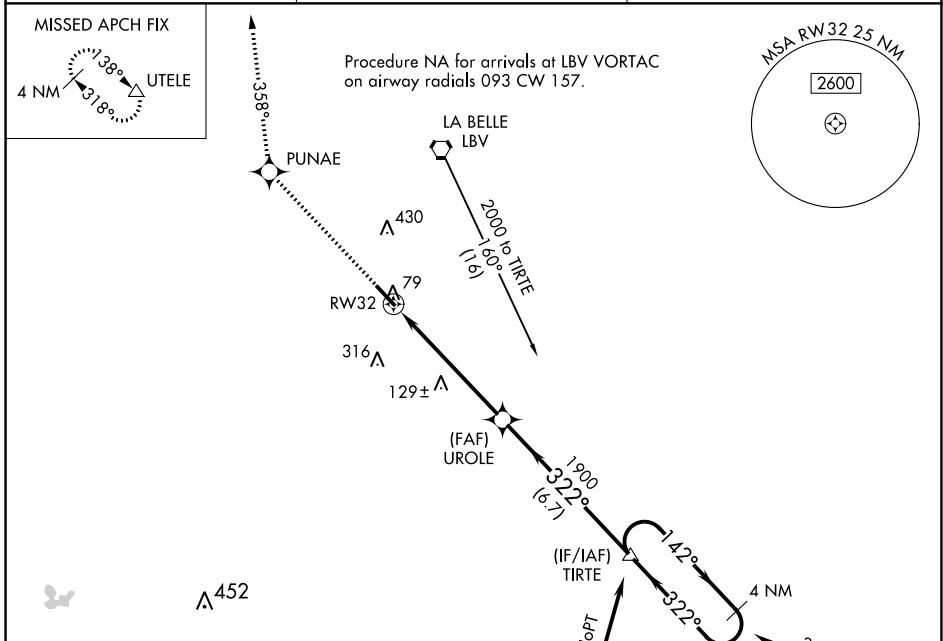 MISSED APCH FIX
138°
UTELE
4 NM
318°
358°
Procedure NA for arrivals at LBV VORTAC
on airway radials 093 CW 157.
MSA RW32 25 NM
2600
LA BELLE
LBV
PUNAE
2000 to TIRTE
160°
(16)
430
79
RW32
316
129±
(FAF)
UROLE
1900
322°
(6.7)
(IF/IAF)
TIRTE
142°
4 NM
322°
452
oPT